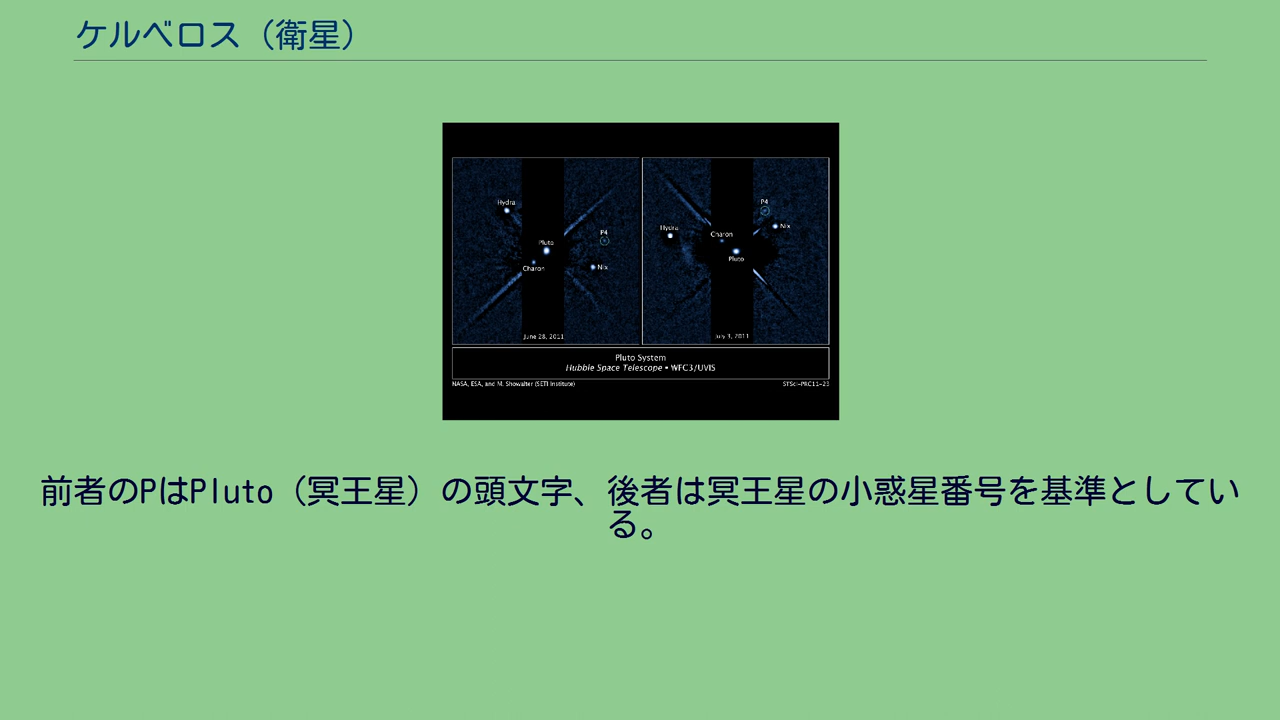 ケルベロス（衛星）
Hydra
Pluto
P4
Charon
Nix
June 28, 2011
P4
Hydra
Charon
Nix
Pluto
July 3, 2011
Pluto System
Hubble Space Telescope • WFC3/UVIS
NASA, ESA, and M. Showalter (SETI Institute)
STScI-PRC11-23
前者のPはPluto（冥王星）の頭文字、後者は冥王星の小惑星番号を基準としてい
る。